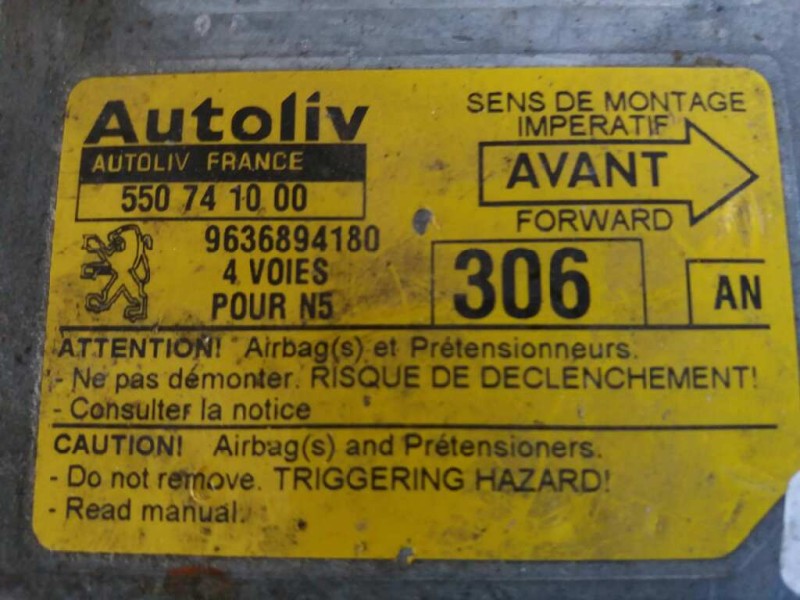 Autoliv
AUTOLIV FRANCE
550 74 10 00
SENS DE MONTAGE
IMPERATIF
AVANT
FORWARD
9636894180
4 VOIES
POUR N5
306
AN
ATTENTION! Airbag(s) et Prétensionneurs.
- Ne pas démonter. RISQUE DE DECLENCHEMENT!
- Consulter la notice
CAUTION! Airbag(s) and Prétensioners.
- Do not remove. TRIGGERING HAZARD!
- Read manual.